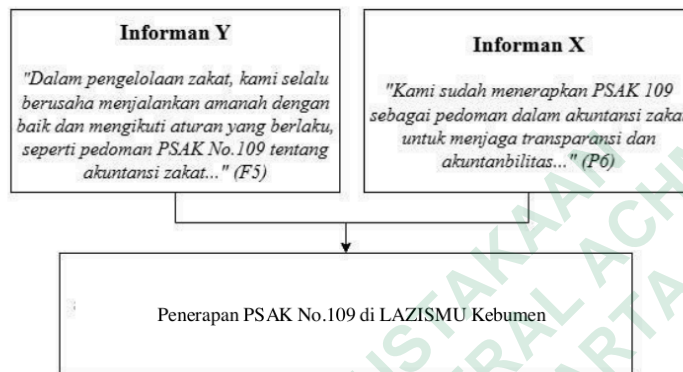 Informan Y
"Dalam pengelolaan zakat, kami selalu
berusaha menjalankan amanah dengan
baik dan mengikuti aturan yang berlaku,
seperti pedoman PSAK No.109 tentang
akuntansi zakat..." (F5)
Informan X
"Kami sudah menerapkan PSAK 109
sebagai pedoman dalam akuntansi zakat
untuk menjaga transparansi dan
akuntanbilitas..." (P6)
Penerapan PSAK No.109 di LAZISMU Kebumen